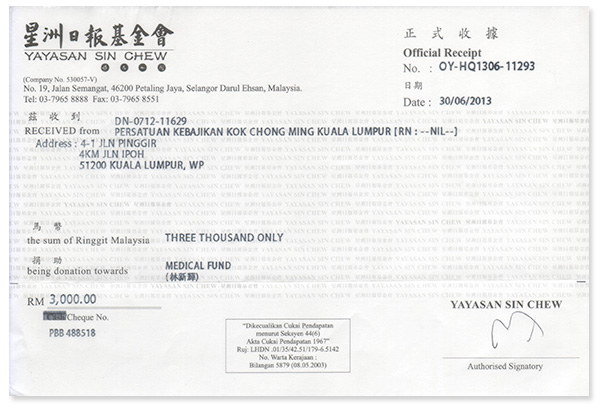 星洲日報基金會
YAYASAN SIN CHEW
(Company No. 530057-V)
No. 19, Jalan Semangat, 46200 Petaling Jaya, Selangor Darul Ehsan, Malaysia.
Tel: 03-7965 8888 Fax: 03-7965 8551
正式收據
Official Receipt
No. : OY-HQ1306-11293
日期
Date : 30/06/2013
茲收到
DN-0712-11629
RECEIVED from PERSATUAN KEBAJIKAN KOK CHONG MING KUALA LUMPUR [RN : --NIL--]
Address : 4-1 JLN PINGGIR
4KM JLN IPOH
51200 KUALA LUMPUR, WP
馬幣
the sum of Ringgit Malaysia THREE THOUSAND ONLY
捐助
being donation towards MEDICAL FUND
RM 3,000.00
Cheque No.
PBB 488518
"Dikecualikan Cukai Pendapatan
menurut Seksyen 44(6)
Akta Cukai Pendapatan 1967"
Ruj: LHDN .01/35/42.51/179-6.5142
No. Warta Kerajaan :
Bilangan 5879 (08.05.2003)
YAYASAN SIN CHEW
Authorised Signatory